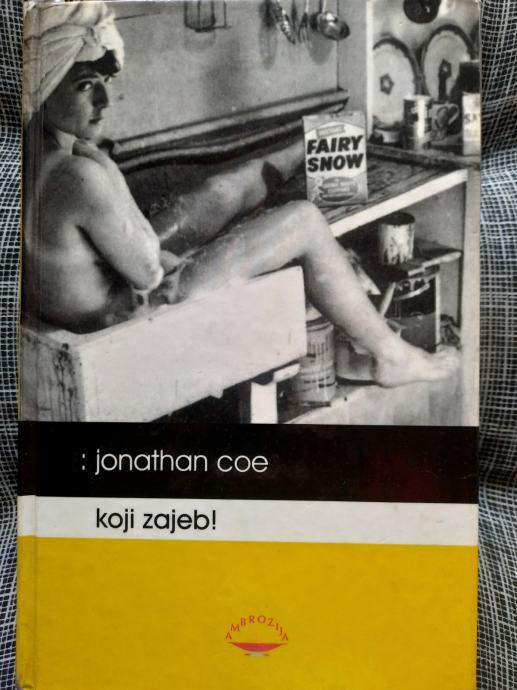 FAIRY
SNOW
: jonathan coe
koji zajeb!
AMBROZIJA